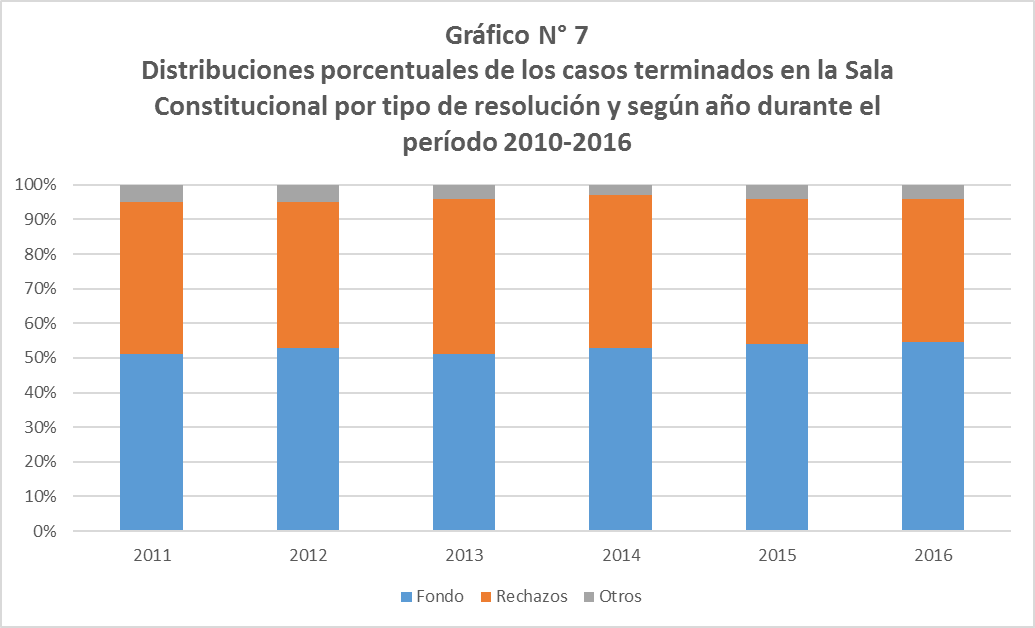 Gráfico N° 7
Distribuciones porcentuales de los casos terminados en la Sala
Constitucional por tipo de resolución y según año durante el
período 2010-2016
100%
90%
80%
70%
60%
50%
40%
30%
20%
10%
0%
2011 2012 2013 2014 2015 2016
Fondo Rechazos Otros